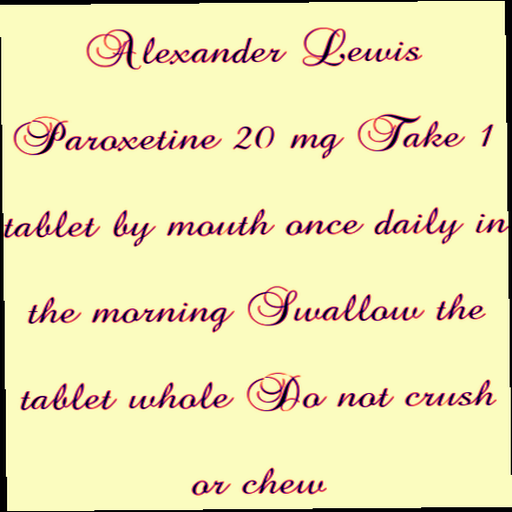 Alexander Lewis
Paroxetine 20 mg Take 1
tablet by mouth once daily in
the morning Swallow the
tablet whole Do not crush
or chew